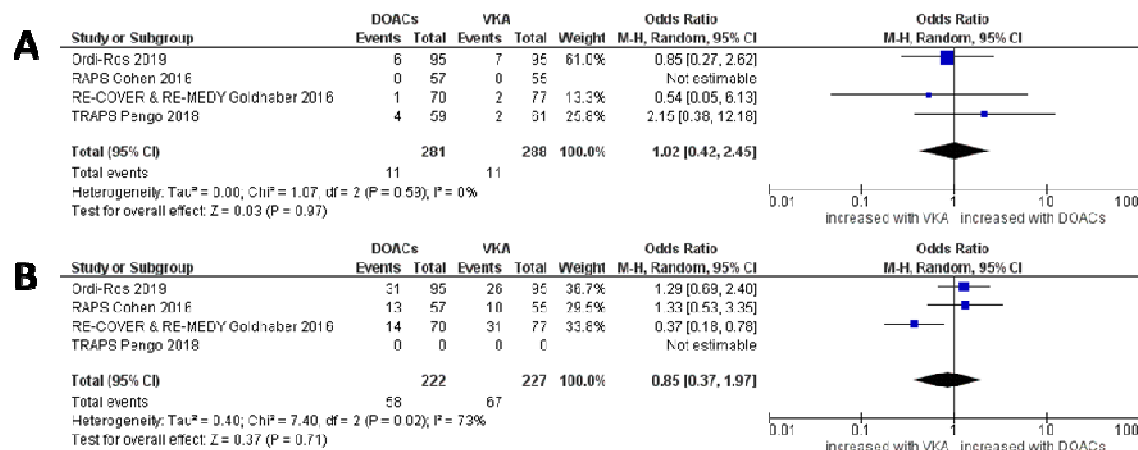 A
DOACs VKA Odds Ratio Odds Ratio
Study or Subgroup Events Total Events Total Weight M-H, Random, 95% CI M-H, Random, 95% CI
Ordi-Ros 2019 6 95 7 95 61.0% 0.85 [0.27, 2.62]
RAPS Cohen 2016 0 57 0 55 Not estimable
RE-COVER & RE-MEDY Goldhaber 2016 1 70 2 77 13.3% 0.54 [0.05, 6.13]
TRAPS Pengo 2018 4 59 2 61 25.8% 2.15 [0.38, 12.18]
Total (95% CI) 281 288 100.0% 1.02 [0.42, 2.45]
Total events 11 11
Heterogeneity: Tau² = 0.00; Chi² = 1.07, df = 2 (P = 0.59); I² = 0%
Test for overall effect: Z = 0.03 (P = 0.97)
0.01 0.1 1 10 100
increased with VKA increased with DOACs
B
DOACs VKA Odds Ratio Odds Ratio
Study or Subgroup Events Total Events Total Weight M-H, Random, 95% CI M-H, Random, 95% CI
Ordi-Ros 2019 31 95 26 95 36.7% 1.29 [0.69, 2.40]
RAPS Cohen 2016 13 57 10 55 29.5% 1.33 [0.53, 3.35]
RE-COVER & RE-MEDY Goldhaber 2016 14 70 31 77 33.8% 0.37 [0.18, 0.78]
TRAPS Pengo 2018 0 0 0 0 Not estimable
Total (95% CI) 222 227 100.0% 0.85 [0.37, 1.97]
Total events 58 67
Heterogeneity: Tau² = 0.40; Chi² = 7.40, df = 2 (P = 0.02); I² = 73%
Test for overall effect: Z = 0.37 (P = 0.71)
0.01 0.1 1 10 100
increased with VKA increased with DOACs